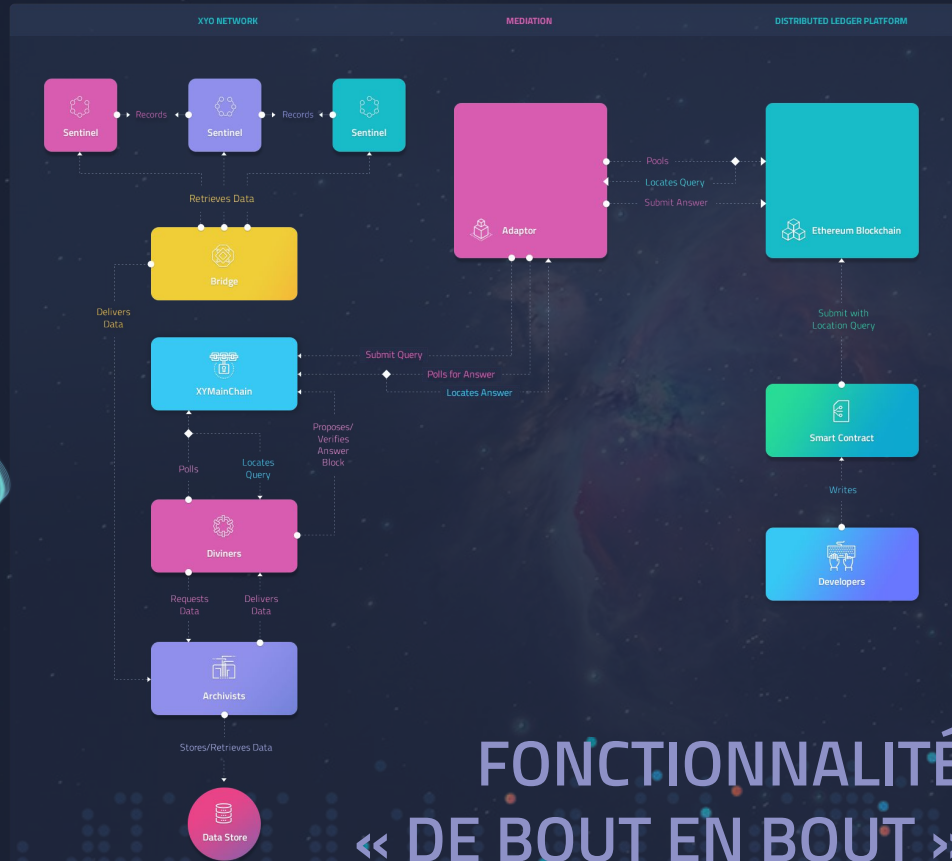 XYO NETWORK
MEDIATION
DISTRIBUTED LEDGER PLATFORM
Sentinel
Records
Sentinel
Records
Sentinel
Retrieves Data
Bridge
Delivers
Data
XYMainChain
Polls
Locates
Query
Proposes/
Verifies
Answer
Block
Diviners
Requests
Data
Delivers
Data
Archivists
Stores/Retrieves Data
Data Store
Adaptor
Submit Query
Polls for Answer
Locates Answer
Pools
Locates Query
Submit Answer
Ethereum Blockchain
Submit with
Location Query
Smart Contract
Writes
Developers
FONCTIONNALITÉ
« DE BOUT EN BOUT »